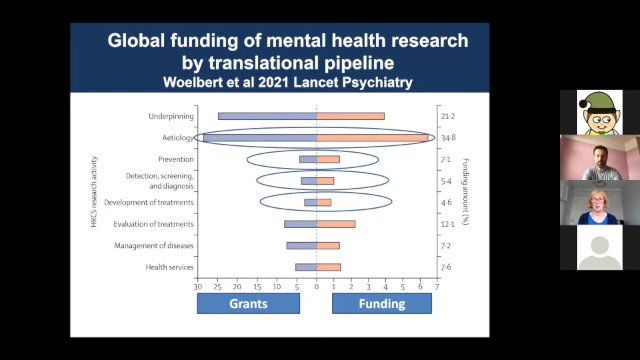 Global funding of mental health research
by translational pipeline
Woelbert et al 2021 Lancet Psychiatry
HRCS research activity
Underpinning
Aetiology
Prevention
Detection, screening,
and diagnosis
Development of treatments
Evaluation of treatments
Management of diseases
Health services
21·2
34·8
7·1
5·4
4·6
12·1
7·2
7·6
Funding amount (%)
30 25 20 15 10 5 0 1 2 3 4 5 6 7
Grants
Funding